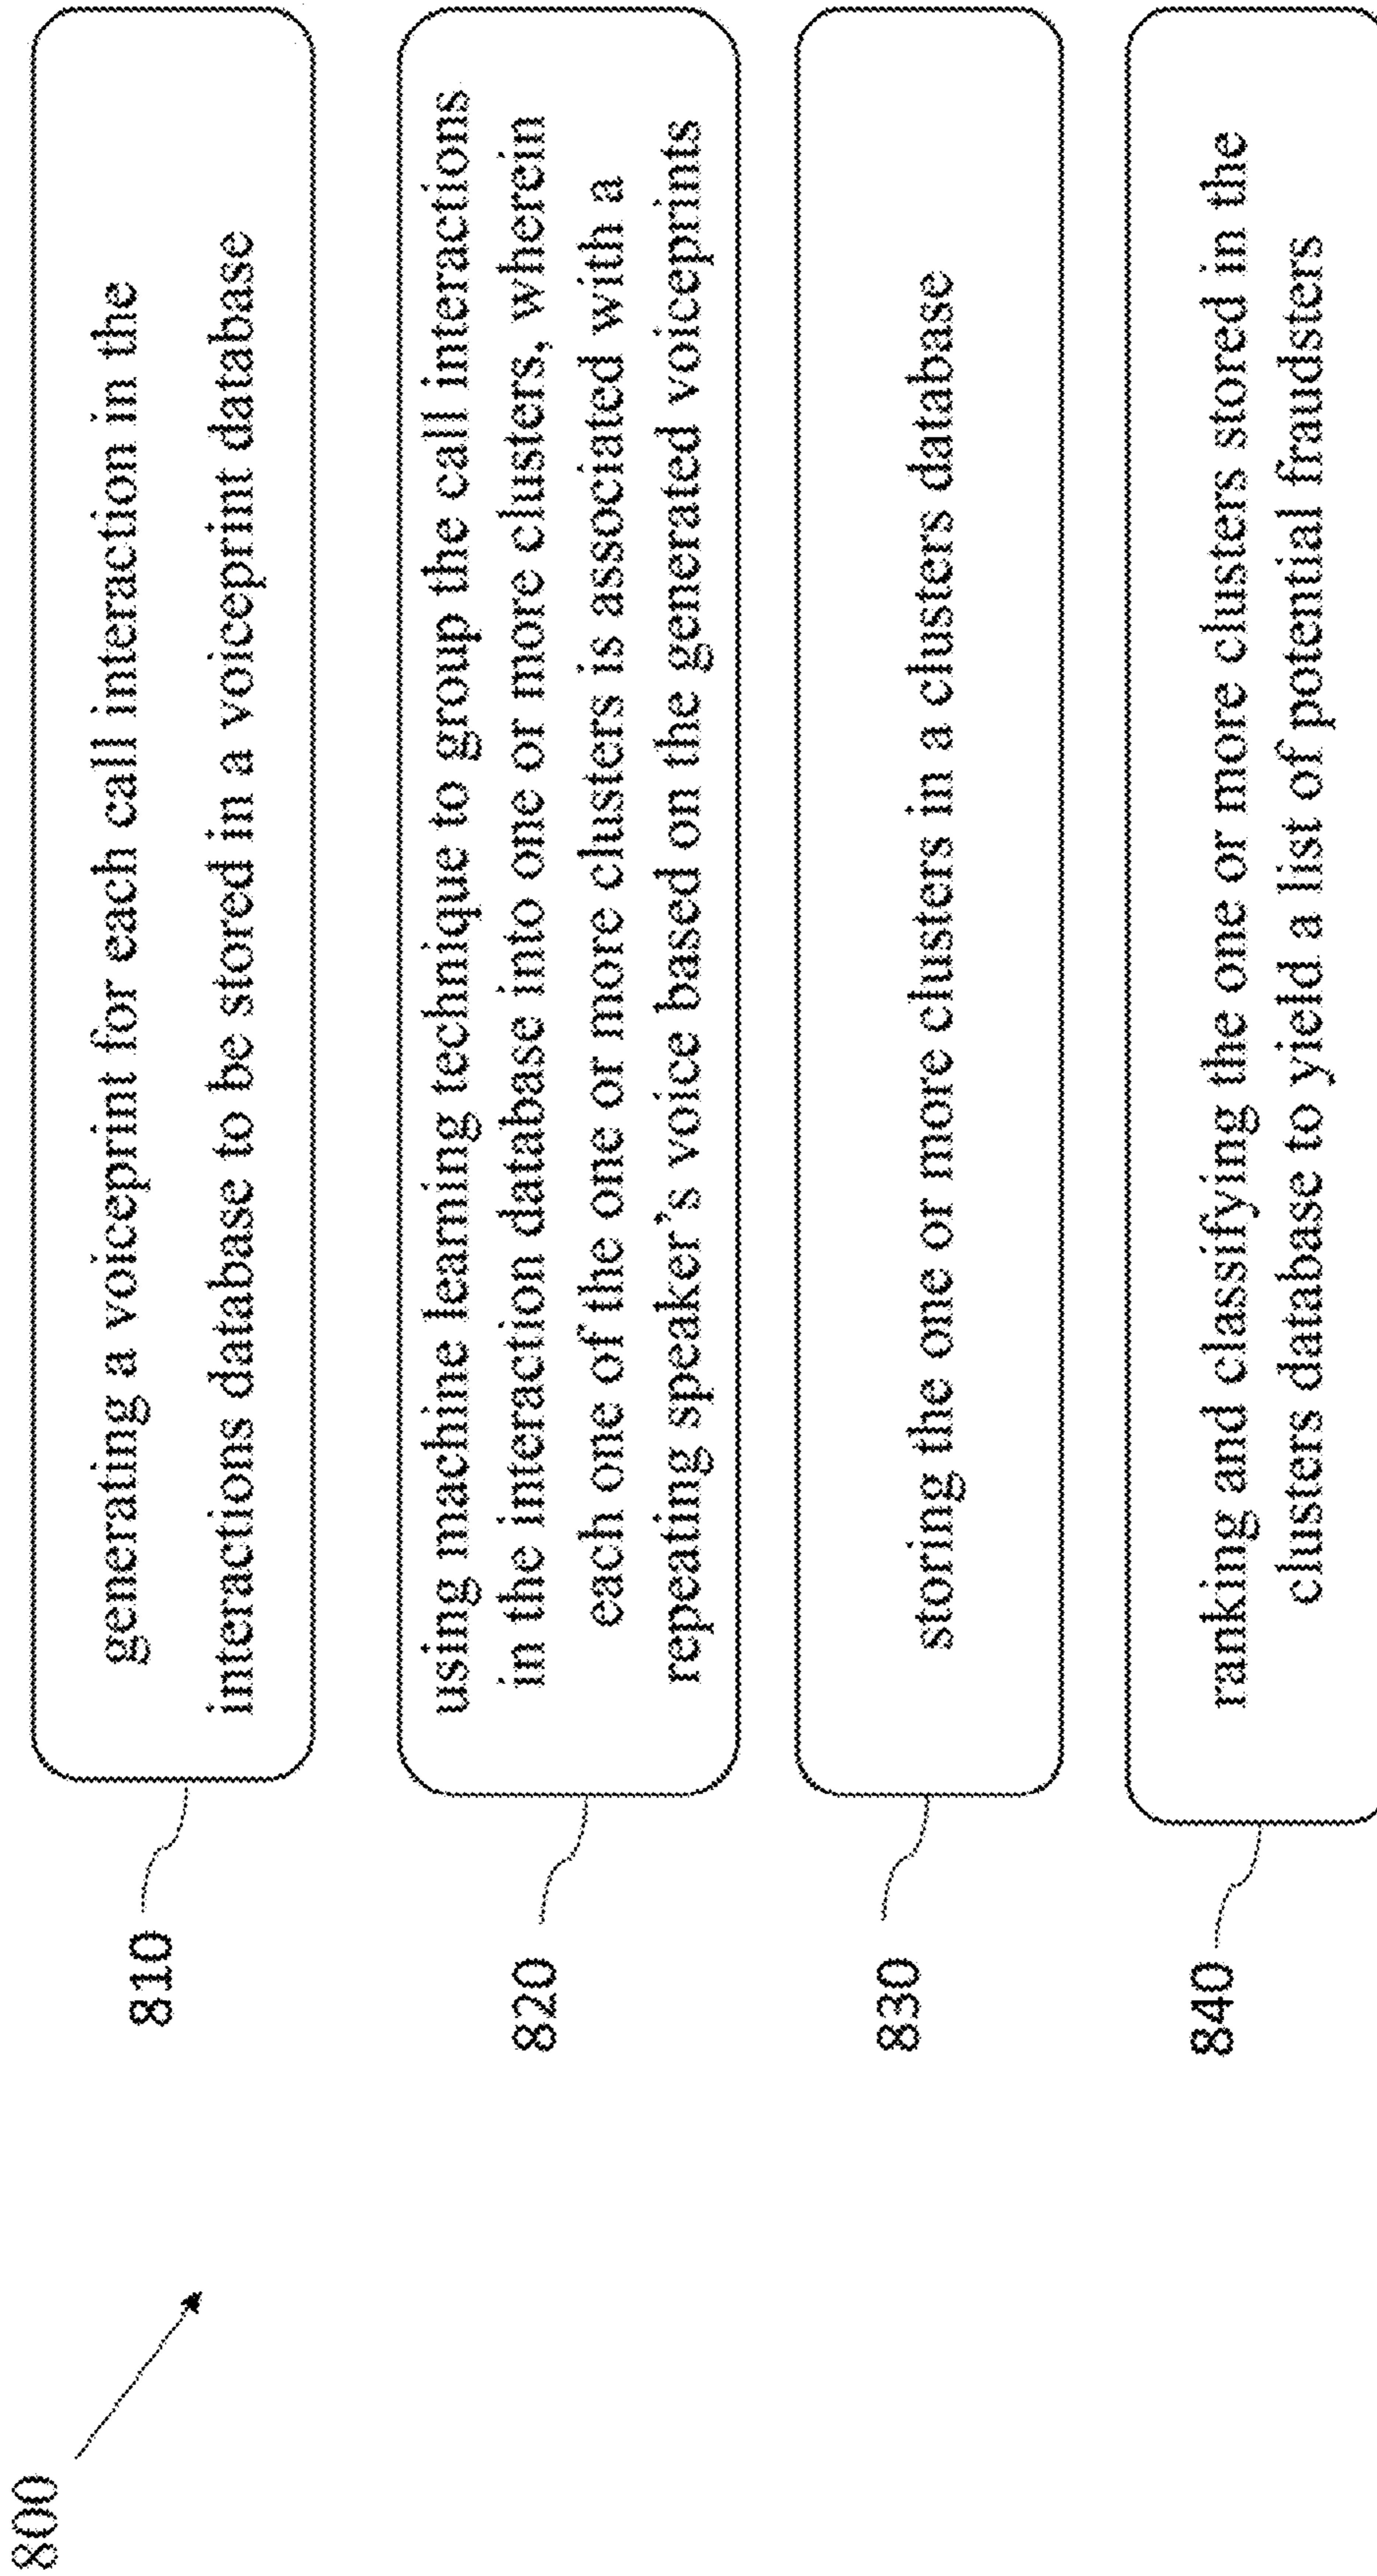 800
810
generating a voiceprint for each call interaction in the
interactions database to be stored in a voiceprint database
820
using machine learning technique to group the call interactions
in the interaction database into one or more clusters, wherein
each one of the one or more clusters is associated with a
repeating speaker's voice based on the generated voiceprints
830
storing the one or more clusters in a clusters database
840
ranking and classifying the one or more clusters stored in the
clusters database to yield a list of potential fraudsters